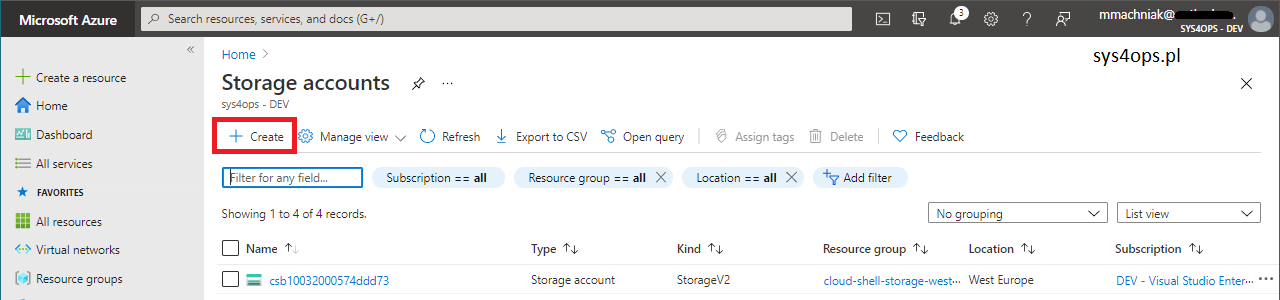 Microsoft Azure
Search resources, services, and docs (G+/)
3
mmachniak@
SYS4OPS - DEV
sys4ops.pl
«
Create a resource
Home
Dashboard
All services
FAVORITES
All resources
Virtual networks
Resource groups
Home >
Storage accounts ...
sys4ops - DEV
+ Create Manage view Refresh Export to CSV Open query Assign tags Delete Feedback
Filter for any field... Subscription == all Resource group == all Location == all Add filter
Showing 1 to 4 of 4 records. No grouping List view
Name Type Kind Resource group Location Subscription
csb10032000574ddd73 Storage account StorageV2 cloud-shell-storage-west... West Europe DEV - Visual Studio Enter... ...